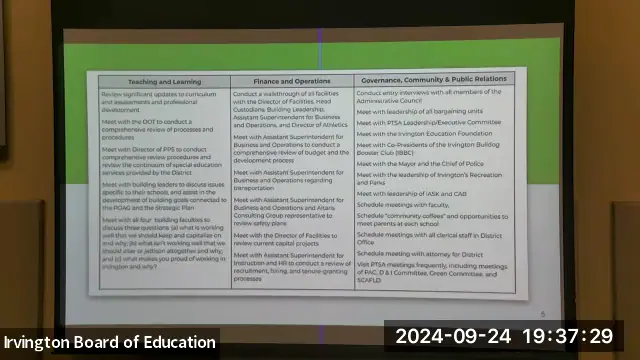 Teaching and Learning
Review significant updates to curriculum
and assessments and professional
development
Meet with the DOT to conduct a
comprehensive review of processes and
procedures
Meet with Director of PPS to conduct
comprehensive review procedures and
review the continuum of special education
services provided by the District
Meet with building leaders to discuss issues
specific to their schools, and assist in the
development of building goals connected to
the POAG and the Strategic Plan
Meet with all four building faculties to
discuss three questions: (a) what is working
well that we should keep and capitalize on
and why; (b) what isn't working well that we
should alter or jettison altogether and why;
and (c) what makes you proud of working in
Irvington and why?
Finance and Operations
Conduct a walkthrough of all facilities
with the Director of Facilities, Head
Custodians, Building Leadership,
Assistant Superintendent for Business
and Operations, and Director of Athletics
Meet with Assistant Superintendent for
Business and Operations to conduct a
comprehensive review of budget and the
development process
Meet with Assistant Superintendent for
Business and Operations regarding
transportation
Meet with Assistant Superintendent for
Business and Operations and Altaris
Consulting Group representative to
review safety plans
Meet with the Director of Facilities to
review current capital projects
Meet with Assistant Superintendent for
Instruction and HR to conduct a review of
recruitment, hiring, and tenure-granting
processes
Governance, Community & Public Relations
Conduct entry interviews with all members of the
Administrative Council
Meet with leadership of all bargaining units
Meet with PTSA Leadership/Executive Committee
Meet with the Irvington Education Foundation
Meet with Co-Presidents of the Irvington Bulldog
Booster Club (IBBC)
Meet with the Mayor and the Chief of Police
Meet with the leadership of Irvington's Recreation
and Parks
Meet with leadership of IASK and CAB
Schedule meetings with faculty,
Schedule "community coffees" and opportunities to
meet parents at each school
Schedule meetings with all clerical staff in District
Office
Schedule meeting with attorney for District
Visit PTSA meetings frequently, including meetings
of PAC, D & I Committee, Green Committee, and
SCAFLD
6
Irvington Board of Education
2024-09-24 19:37:29